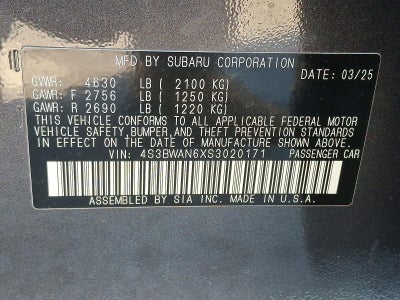 MFD. BY SUBARU CORPORATION
DATE: 03/25
GVWR: 4630 LB ( 2100 KG)
GAWR: F 2756 LB ( 1250 KG)
GAWR: R 2690 LB ( 1220 KG)
THIS VEHICLE CONFORMS TO ALL APPLICABLE FEDERAL MOTOR
VEHICLE SAFETY, BUMPER, AND THEFT PREVENTION STANDARDS
IN EFFECT ON THE DATE OF MANUFACTURE SHOWN ABOVE.
VIN: 4S3BWAN6XS3020171 PASSENGER CAR
ASSEMBLED BY SIA INC. MADE IN U.S.A.